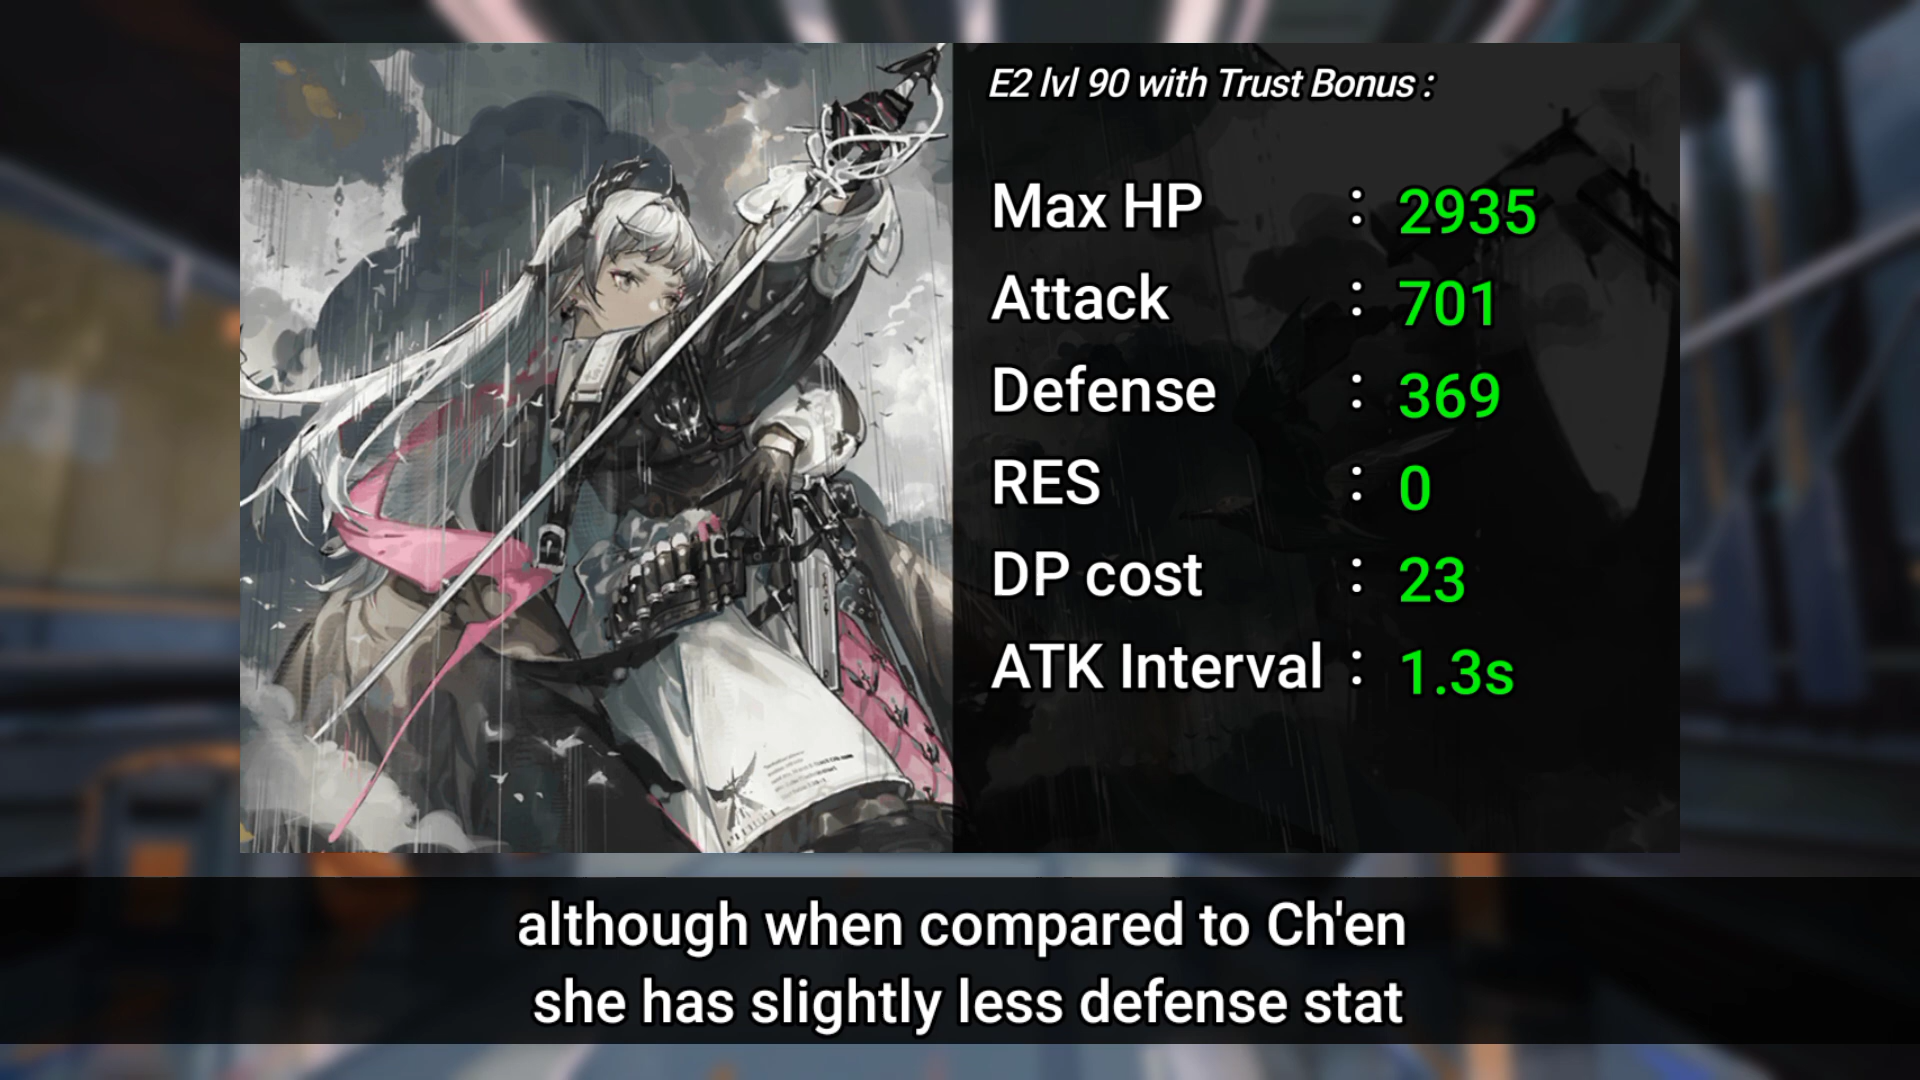 E2 lvl 90 with Trust Bonus :
Max HP : 2935
Attack : 701
Defense : 369
RES : 0
DP cost : 23
ATK Interval : 1.3s
although when compared to Ch'en
she has slightly less defense stat